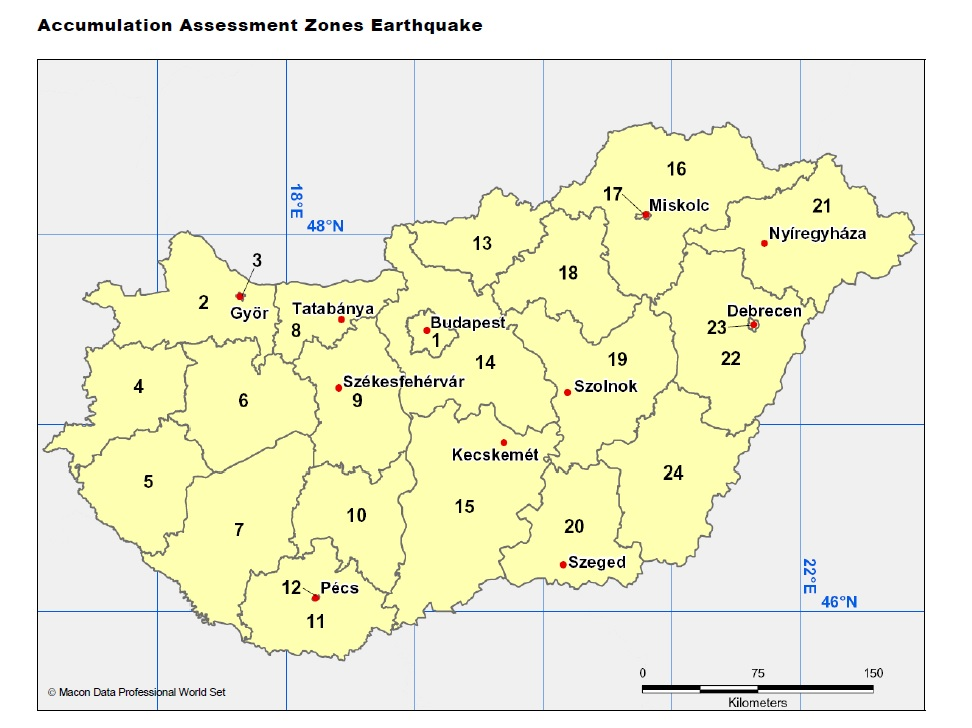 Accumulation Assessment Zones Earthquake
18°E
48°N
16
17
Miskolc
21
Nyíregyháza
13
3
18
2
Györ
Tatabánya
8
Budapest
1
Debrecen
23
22
14
19
4
6
Székesfehérvár
9
Szolnok
Kecskemét
5
24
15
10
7
20
Szeged
22°E
46°N
12
Pécs
11
0 75 150
Kilometers
© Macon Data Professional World Set